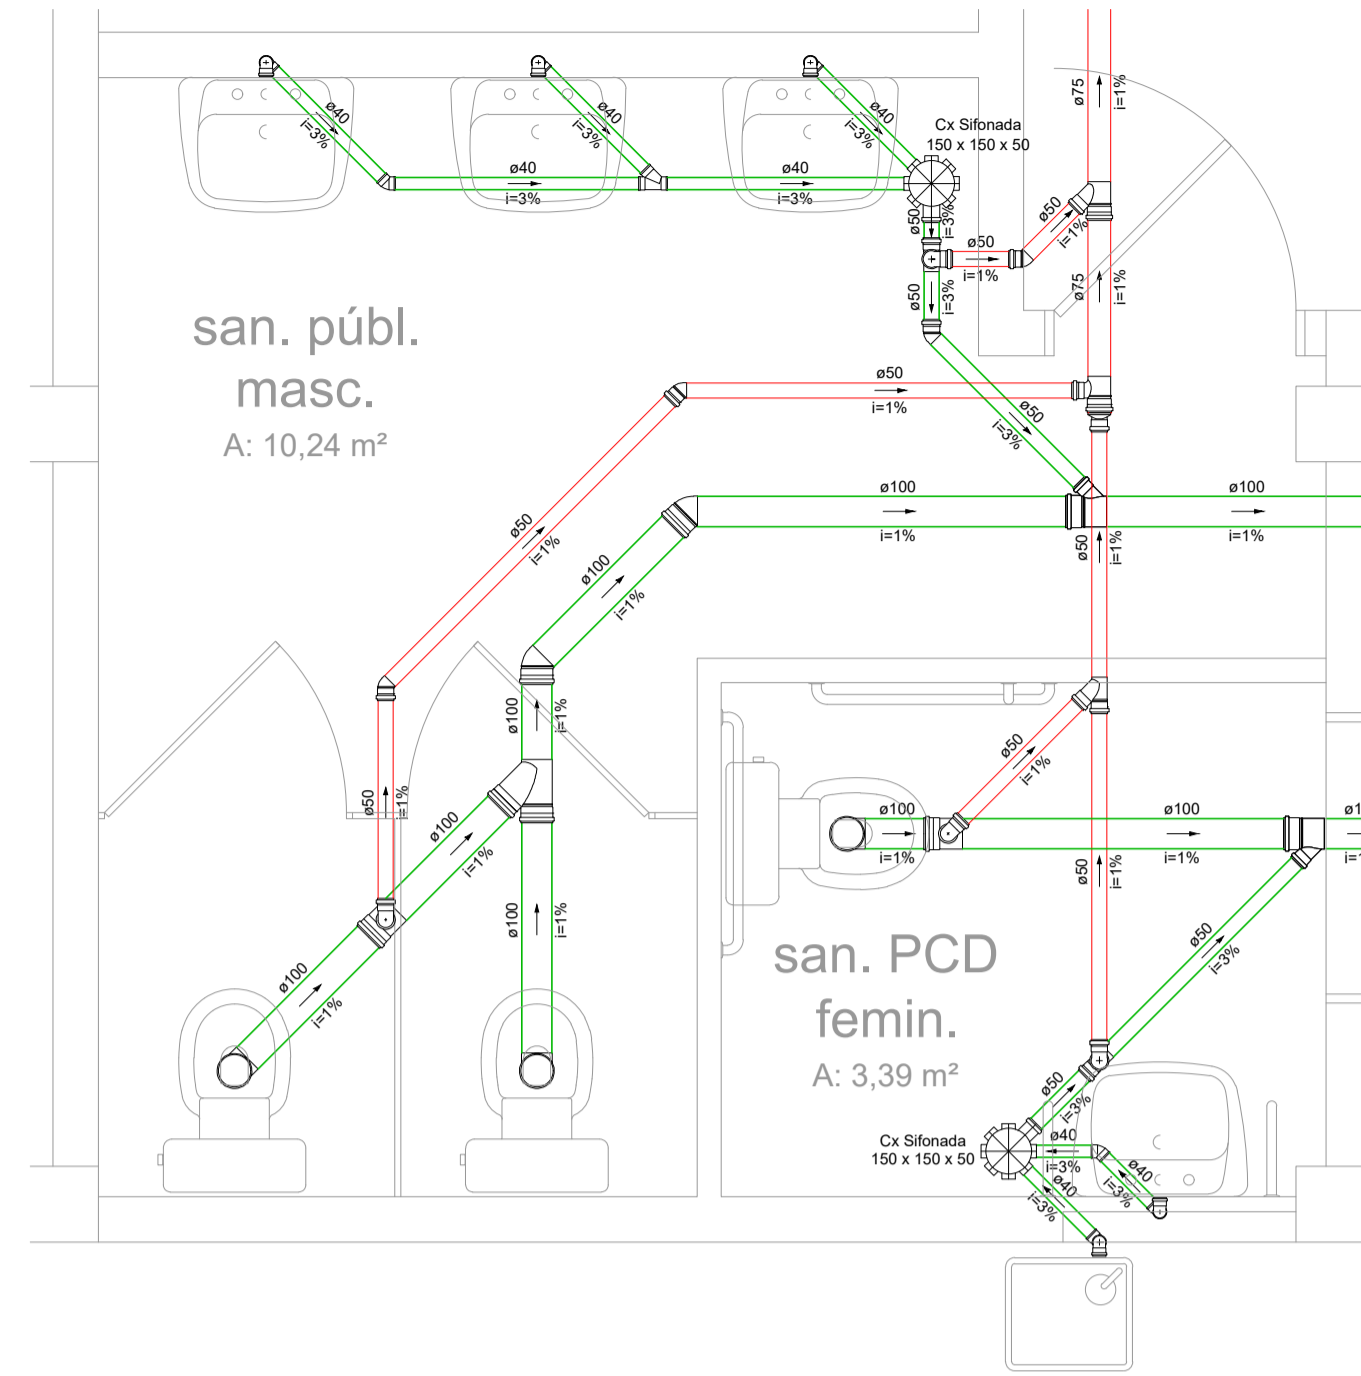 ø40
i=3%
ø40
i=3%
ø40
i=3%
ø75
i=1%
Cx Sifonada
150 x 150 x 50
ø40
i=3%
ø40
i=3%
ø50
i=3%
ø50
i=1%
ø50
i=1%
ø50
i=3%
ø75
i=1%
san. públ.
masc.
A: 10,24 m²
ø50
i=1%
ø50
i=3%
ø100
i=1%
ø100
i=1%
ø50
i=1%
ø50
i=1%
ø100
i=1%
ø100
i=1%
ø50
i=1%
ø50
i=1%
ø100
i=1%
ø100
i=1%
ø100
i=1%
ø1
i=1
ø50
i=1%
ø100
i=1%
ø100
i=1%
ø50
i=3%
san. PCD
femin.
A: 3,39 m²
ø50
i=3%
Cx Sifonada
150 x 150 x 50
ø40
i=3%
ø40
i=3%
ø40
i=3%